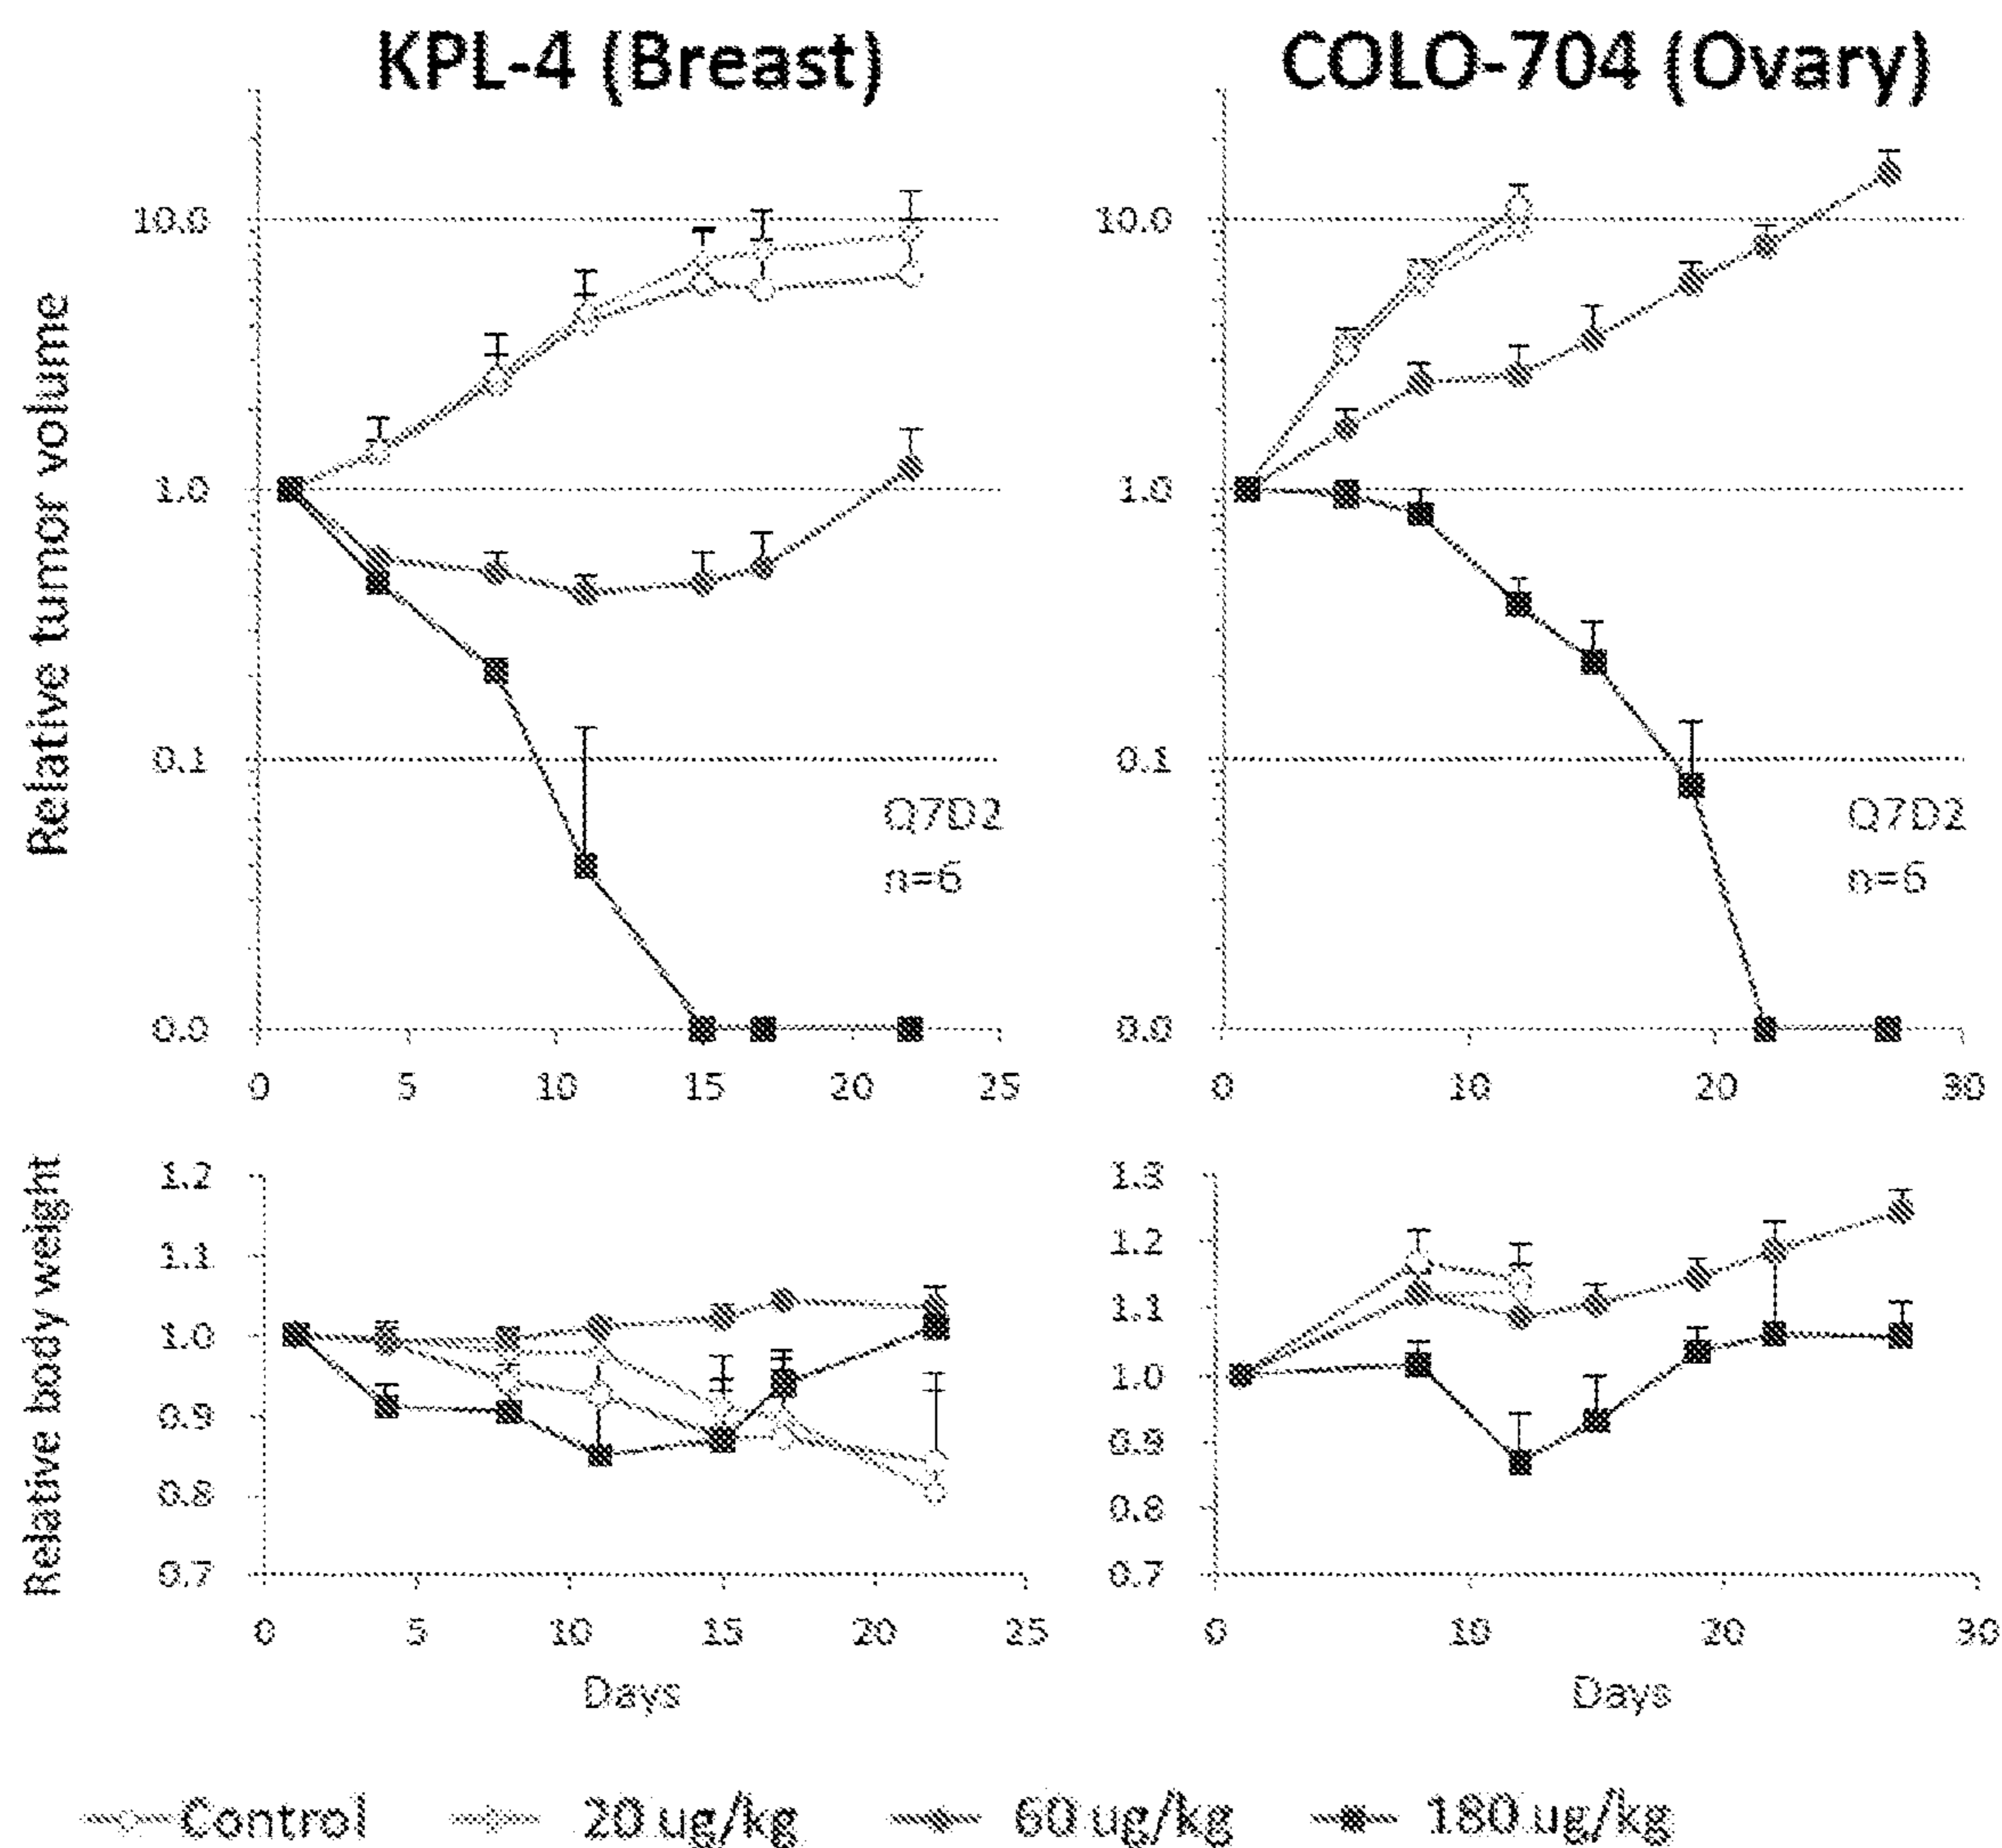 KPL-4 (Breast)
COLO-704 (Ovary)
Relative tumor volume
10.0
1.0
0.1
0.0
Q7D2
n=6
0 5 10 15 20 25
10.0
1.0
0.1
0.0
Q7D2
n=6
0 10 20 30
Relative body weight
1.2
1.1
1.0
0.9
0.8
0.7
0 5 10 15 20 25
Days
1.3
1.2
1.1
1.0
0.9
0.8
0.7
0 10 20 30
Days
Control 20 ug/kg 60 ug/kg 180 ug/kg